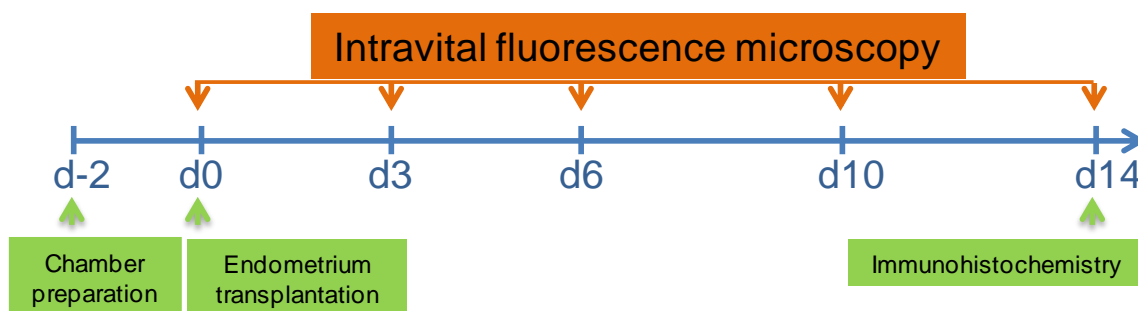 Intravital fluorescence microscopy
d-2 d0 d3 d6 d10 d14
Chamber
preparation
Endometrium
transplantation
Immunohistochemistry